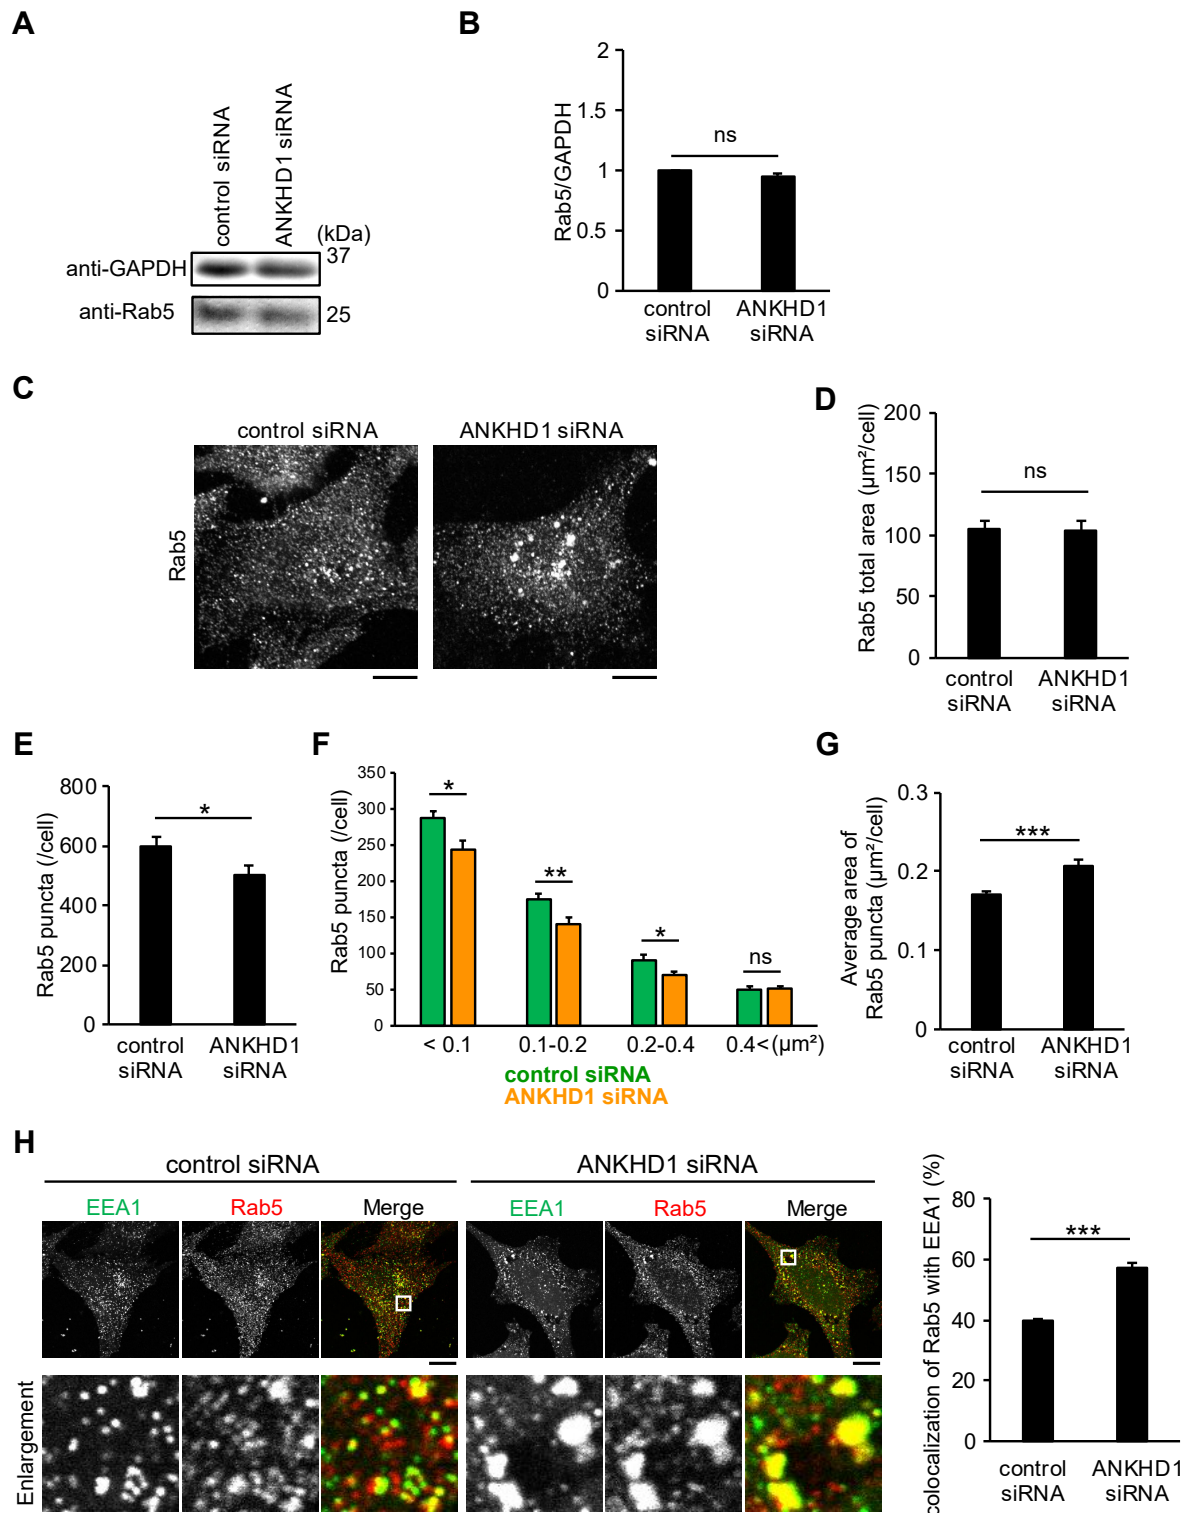 A
control siRNA
ANKHD1 siRNA
(kDa)
anti-GAPDH
37
anti-Rab5
25
B
Rab5/GAPDH
2
1.5
1
0.5
0
ns
control
siRNA
ANKHD1
siRNA
C
control siRNA
ANKHD1 siRNA
Rab5
D
Rab5 total area (µm²/cell)
200
150
100
50
0
ns
control
siRNA
ANKHD1
siRNA
E
Rab5 puncta (/cell)
800
600
400
200
0
*
control
siRNA
ANKHD1
siRNA
F
Rab5 puncta (/cell)
350
300
250
200
150
100
50
0
*
**
*
ns
< 0.1
0.1-0.2
0.2-0.4
0.4< (µm²)
control siRNA
ANKHD1 siRNA
G
Average area of
Rab5 puncta (µm²/cell)
0.3
0.2
0.1
0
***
control
siRNA
ANKHD1
siRNA
H
control siRNA
ANKHD1 siRNA
EEA1
Rab5
Merge
EEA1
Rab5
Merge
Enlargement
colocalization of Rab5 with EEA1 (%)
80
60
40
20
0
***
control
siRNA
ANKHD1
siRNA